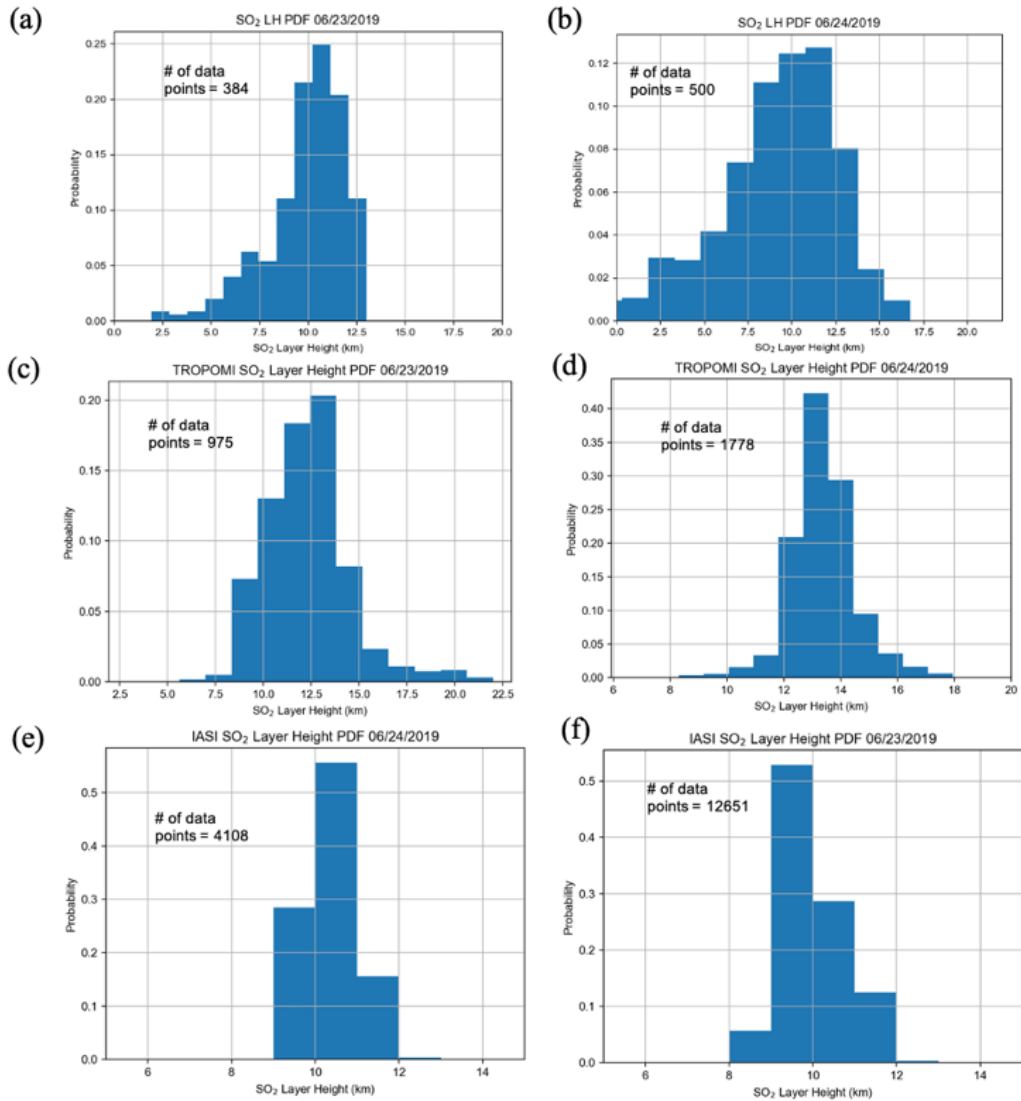 (a)
SO₂ LH PDF 06/23/2019
# of data
points = 384
Probability
0.25
0.20
0.15
0.10
0.05
0.00
0.0 2.5 5.0 7.5 10.0 12.5 15.0 17.5 20.0
SO₂ Layer Height (km)
(b)
SO₂ LH PDF 06/24/2019
# of data
points = 500
Probability
0.12
0.10
0.08
0.06
0.04
0.02
0.00
0.0 2.5 5.0 7.5 10.0 12.5 15.0 17.5 20.0
SO₂ Layer Height (km)
(c)
TROPOMI SO₂ Layer Height PDF 06/23/2019
# of data
points = 975
Probability
0.20
0.15
0.10
0.05
0.00
2.5 5.0 7.5 10.0 12.5 15.0 17.5 20.0 22.5
SO₂ Layer Height (km)
(d)
TROPOMI SO₂ Layer Height PDF 06/24/2019
# of data
points = 1778
Probability
0.40
0.35
0.30
0.25
0.20
0.15
0.10
0.05
0.00
6 8 10 12 14 16 18 20
SO₂ Layer Height (km)
(e)
IASI SO₂ Layer Height PDF 06/24/2019
# of data
points = 4108
Probability
0.5
0.4
0.3
0.2
0.1
0.0
6 8 10 12 14
SO₂ Layer Height (km)
(f)
IASI SO₂ Layer Height PDF 06/23/2019
# of data
points = 12651
Probability
0.5
0.4
0.3
0.2
0.1
0.0
6 8 10 12 14
SO₂ Layer Height (km)